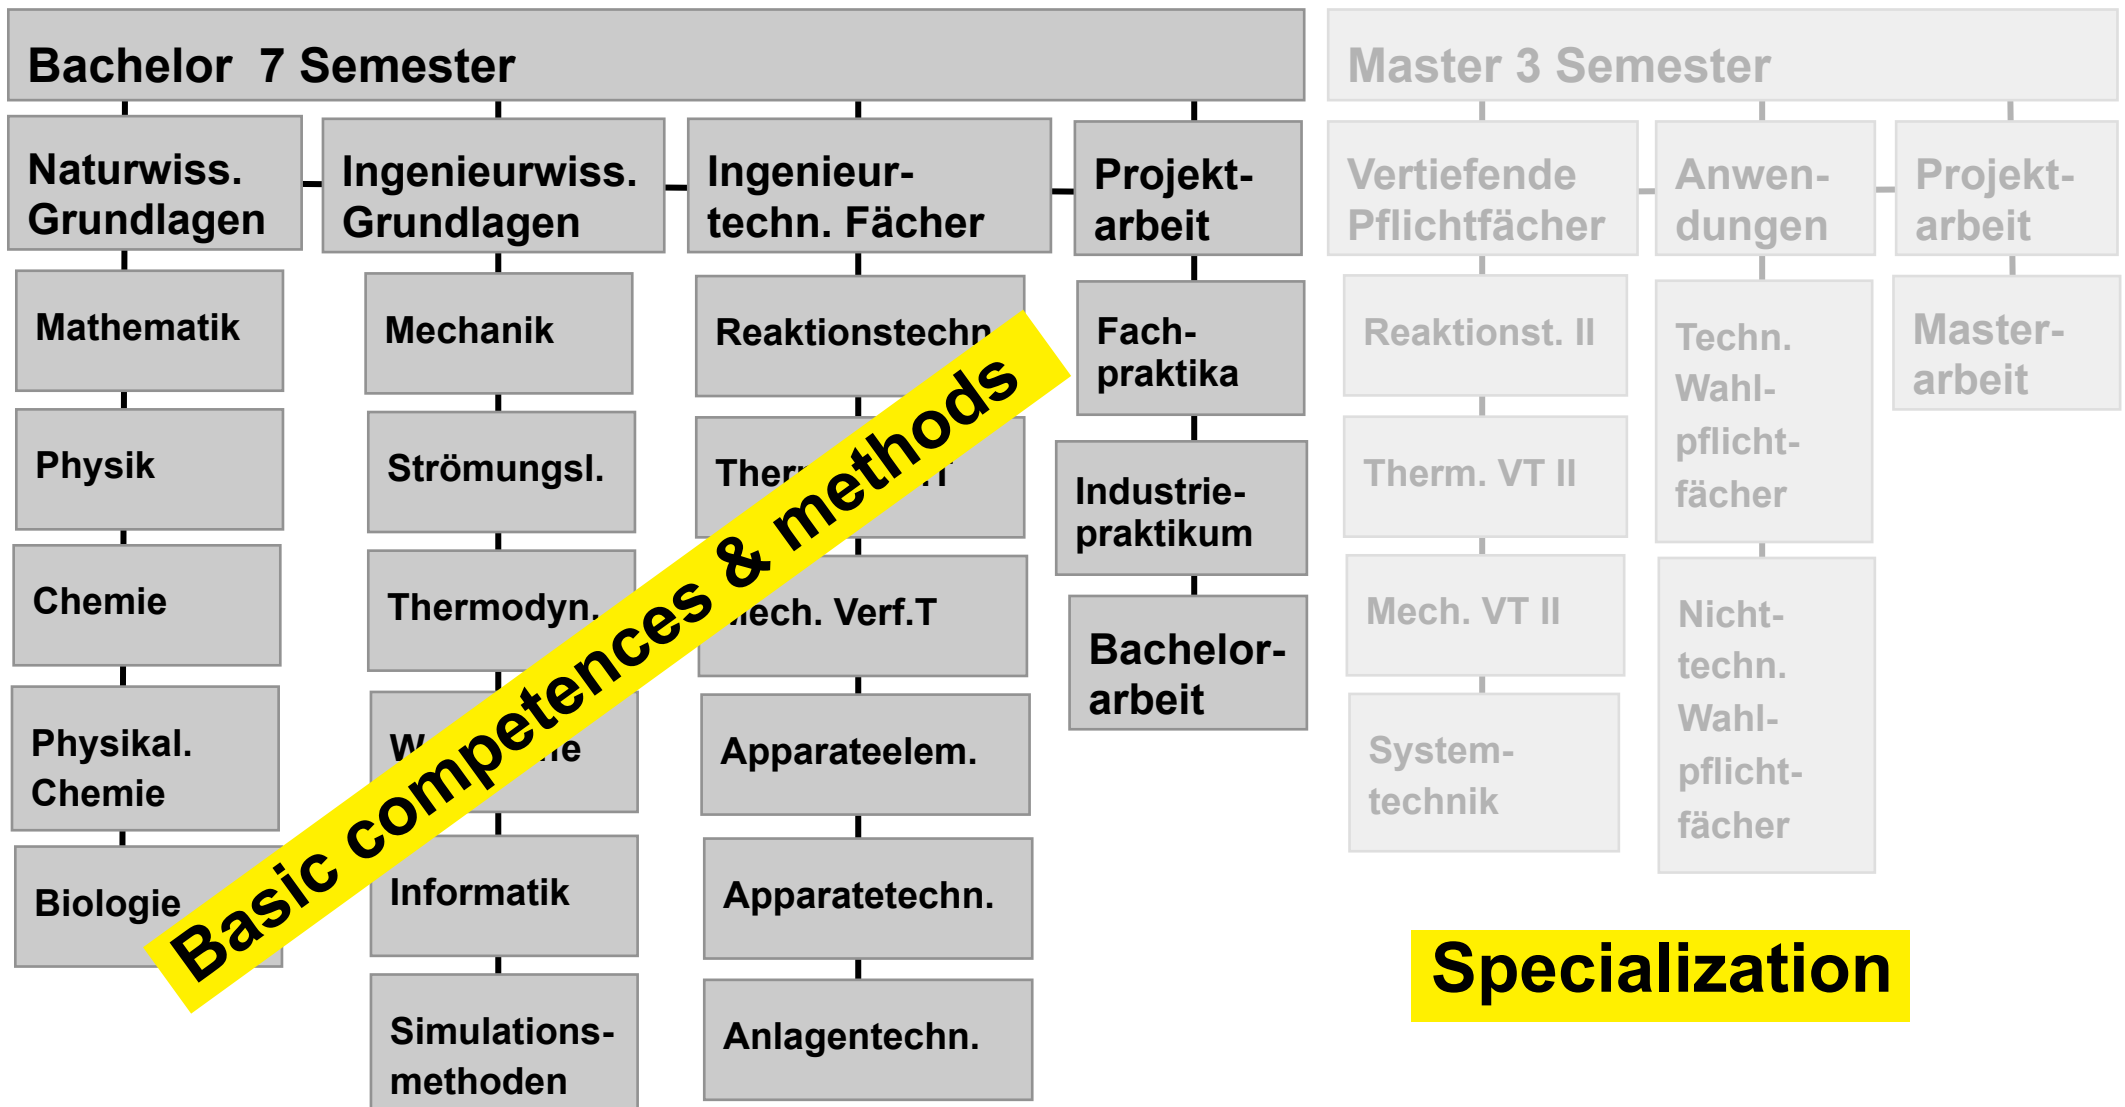 Bachelor  7 Semester
Naturwiss.
Grundlagen
Mathematik
Physik
Chemie
Physikal.
Chemie
Biologie
Ingenieurwiss.
Grundlagen
Mechanik
Strömungsl.
Thermodyn.
Informatik
Simulations-
methoden
Ingenieur-
techn. Fächer
Reaktionstechn.
Mech. Verf.T
Apparateelem.
Apparatetechn.
Anlagentechn.
Projekt-
arbeit
Fach-
praktika
Industrie-
praktikum
Bachelor-
arbeit
Basic competences & methods
Master 3 Semester
Vertiefende
Pflichtfächer
Reaktionst. II
Therm. VT II
Mech. VT II
System-
technik
Anwen-
dungen
Techn.
Wahl-
pflicht-
fächer
Nicht-
techn.
Wahl-
pflicht-
fächer
Projekt-
arbeit
Master-
arbeit
Specialization